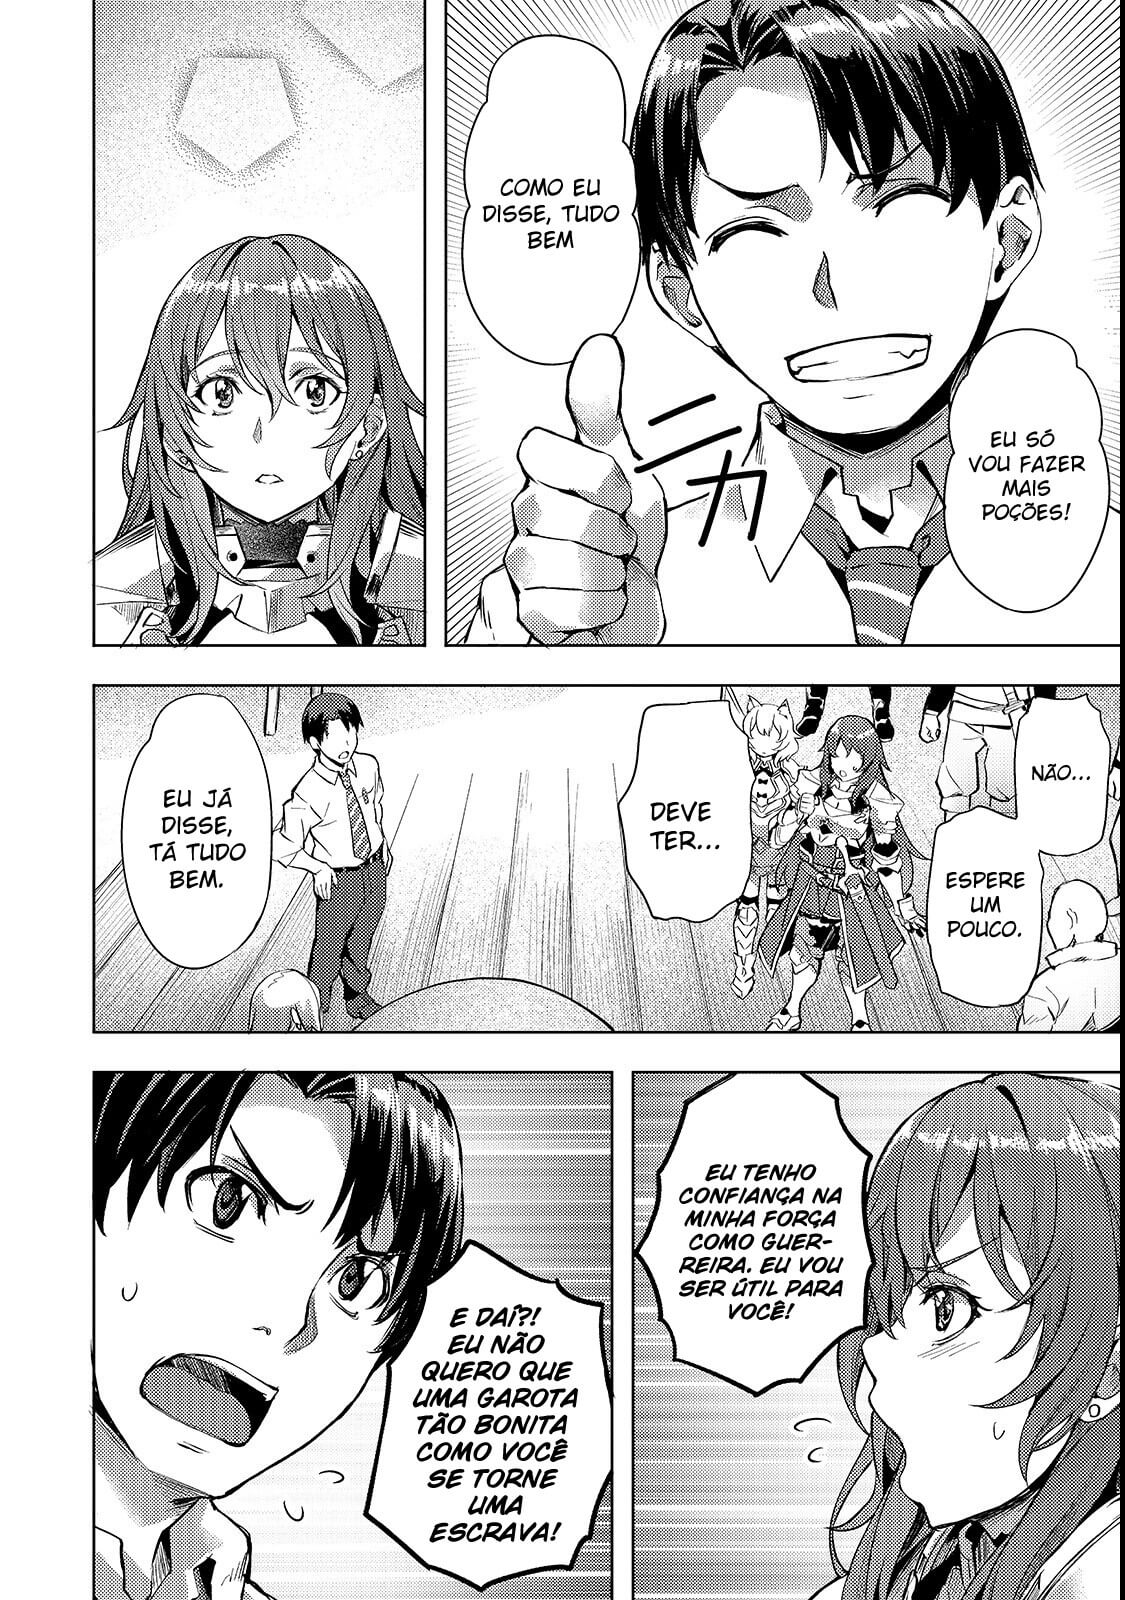 EU SÓ
VOU FAZER
MAIS
POÇÕES!
COMO EU
DISSE, TUDO
BEM
ニカッ
NÃO...
ESPERE
UM
POUCO.
DEVE
TER...
EU JÁ
DISSE,
TÁ TUDO
BEM.
EU TENHO
CONFIANÇA NA
MINHA FORÇA
COMO GUER-
REIRA. EU VOU
SER ÚTIL PARA
VOCÊ!
E DAÍ?!
EU NÃO
QUERO QUE
UMA GAROTA
TÃO BONITA
COMO VOCÊ
SE TORNE
UMA
ESCRAVA!